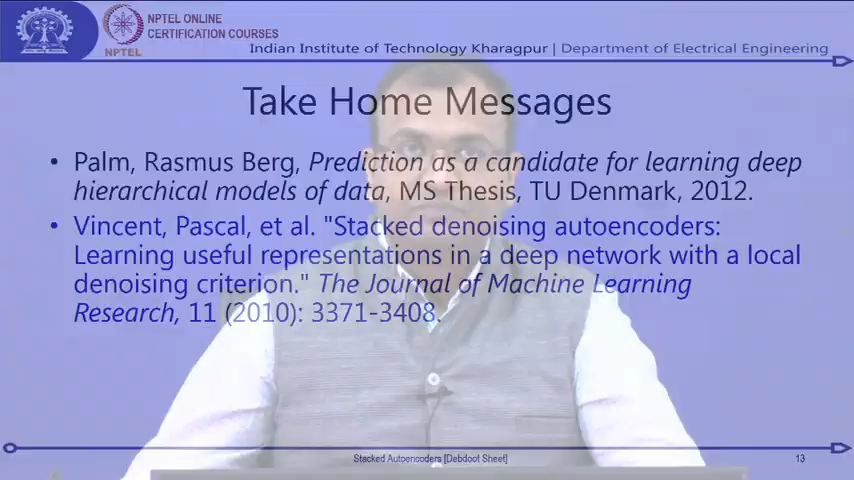 NPTEL ONLINE
CERTIFICATION COURSES
NPTEL
Indian Institute of Technology Kharagpur | Department of Electrical Engineering
Take Home Messages
• Palm, Rasmus Berg, Prediction as a candidate for learning deep
hierarchical models of data, MS Thesis, TU Denmark, 2012.
• Vincent, Pascal, et al. "Stacked denoising autoencoders:
Learning useful representations in a deep network with a local
denoising criterion." The Journal of Machine Learning
Research, 11 (2010): 3371-3408.
Stacked Autoencoders [Debdoot Sheet]
13